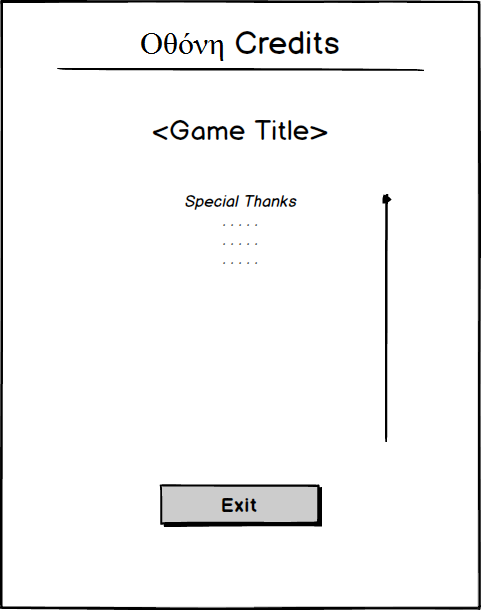 Οθόνη Credits
<Game Title>
Special Thanks
.....
.....
.....
Exit